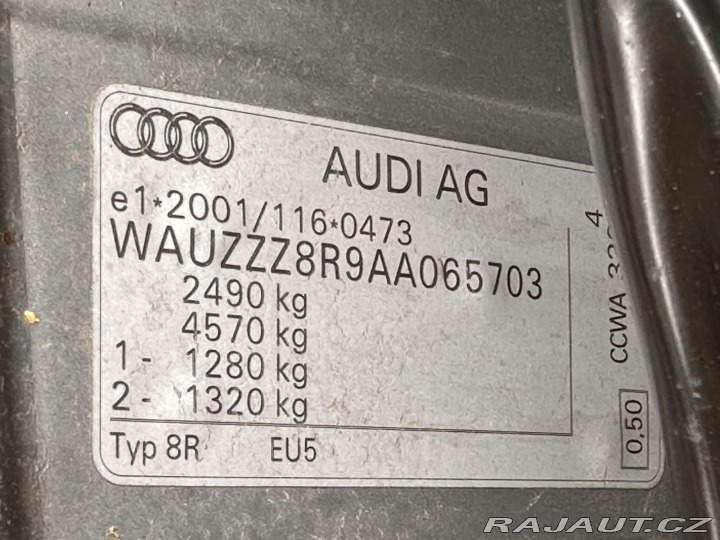 AUDI AG
e1*2001/116*0473
WAUZZZ8R9AA065703
2490 kg
4570 kg
1- 1280 kg
2- 1320 kg
Typ 8R EU5
CCWA
4
0,50
RAJAUT.CZ